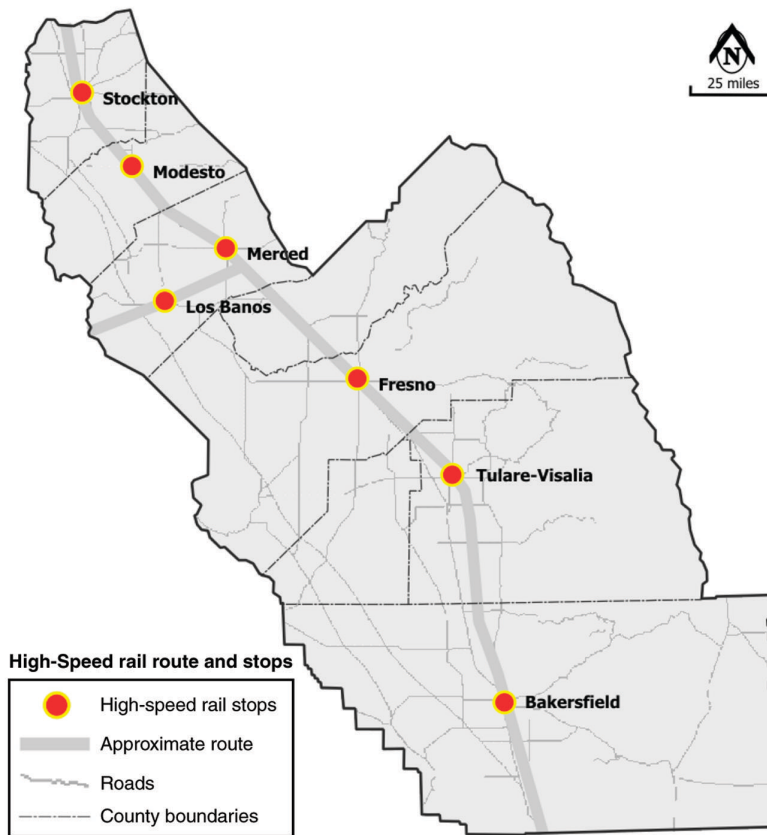 N
25 miles
Stockton
Modesto
Merced
Los Banos
Fresno
Tulare-Visalia
Bakersfield
High-Speed rail route and stops
High-speed rail stops
Approximate route
Roads
County boundaries